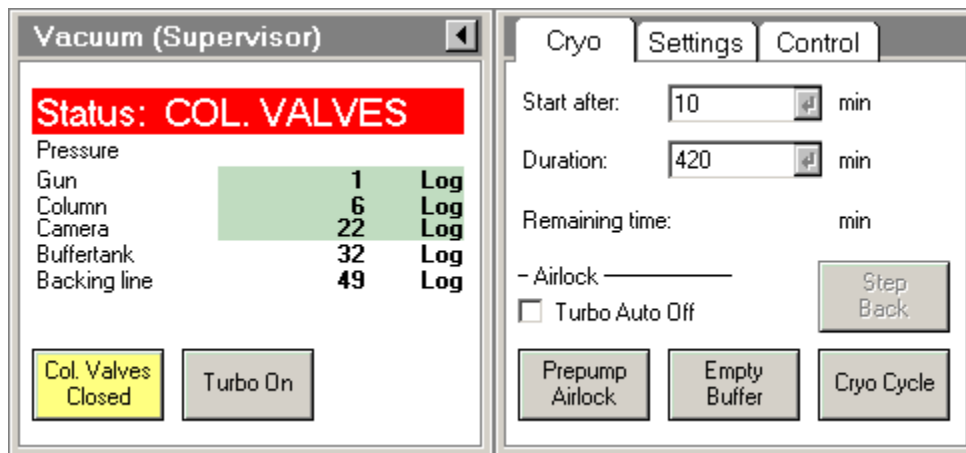 Vacuum (Supervisor)
Status: COL. VALVES
Pressure
Gun 1 Log
Column 6 Log
Camera 22 Log
Buffertank 32 Log
Backing line 49 Log
Col. Valves
Closed
Turbo On
Cryo Settings Control
Start after: 10 min
Duration: 420 min
Remaining time: min
Airlock
Turbo Auto Off
Step
Back
Prepump
Airlock
Empty
Buffer
Cryo Cycle